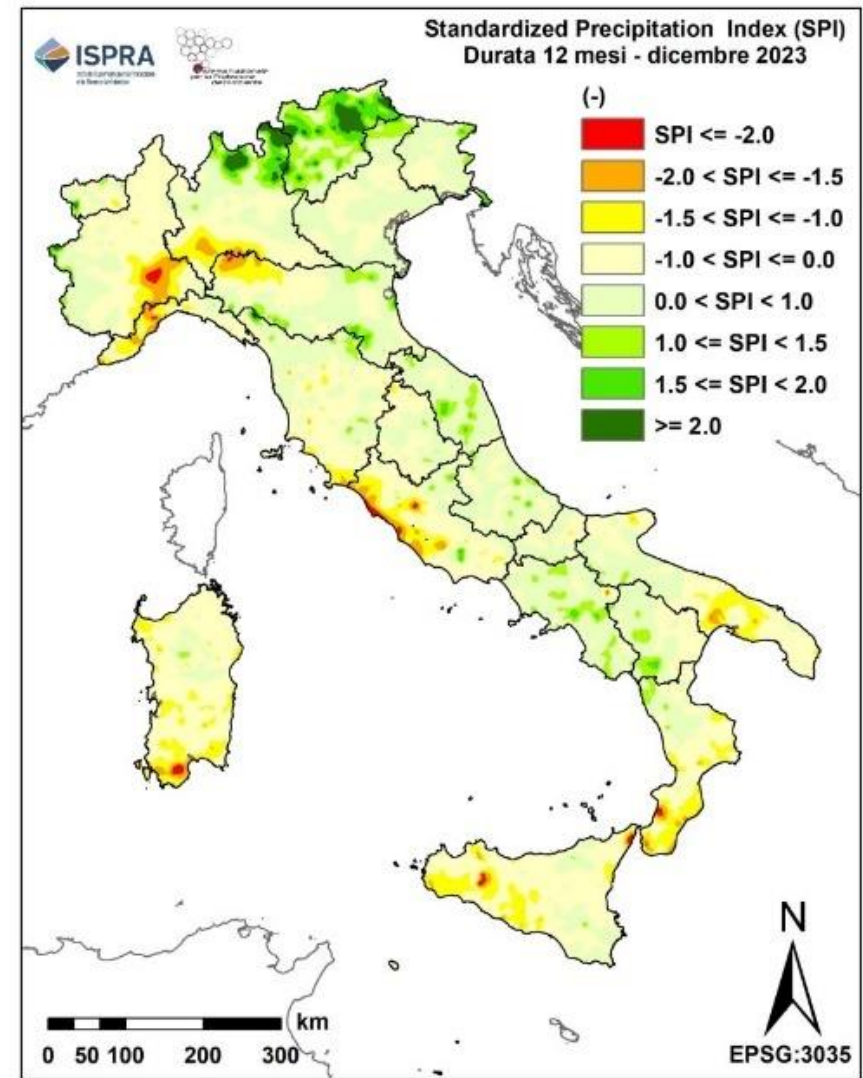 ISPRA
Standardized Precipitation Index (SPI)
Durata 12 mesi - dicembre 2023
(-)
SPI <= -2.0
-2.0 < SPI <= -1.5
-1.5 < SPI <= -1.0
-1.0 < SPI <= 0.0
0.0 < SPI < 1.0
1.0 <= SPI < 1.5
1.5 <= SPI < 2.0
>= 2.0
N
km
0 50 100 200 300
EPSG:3035